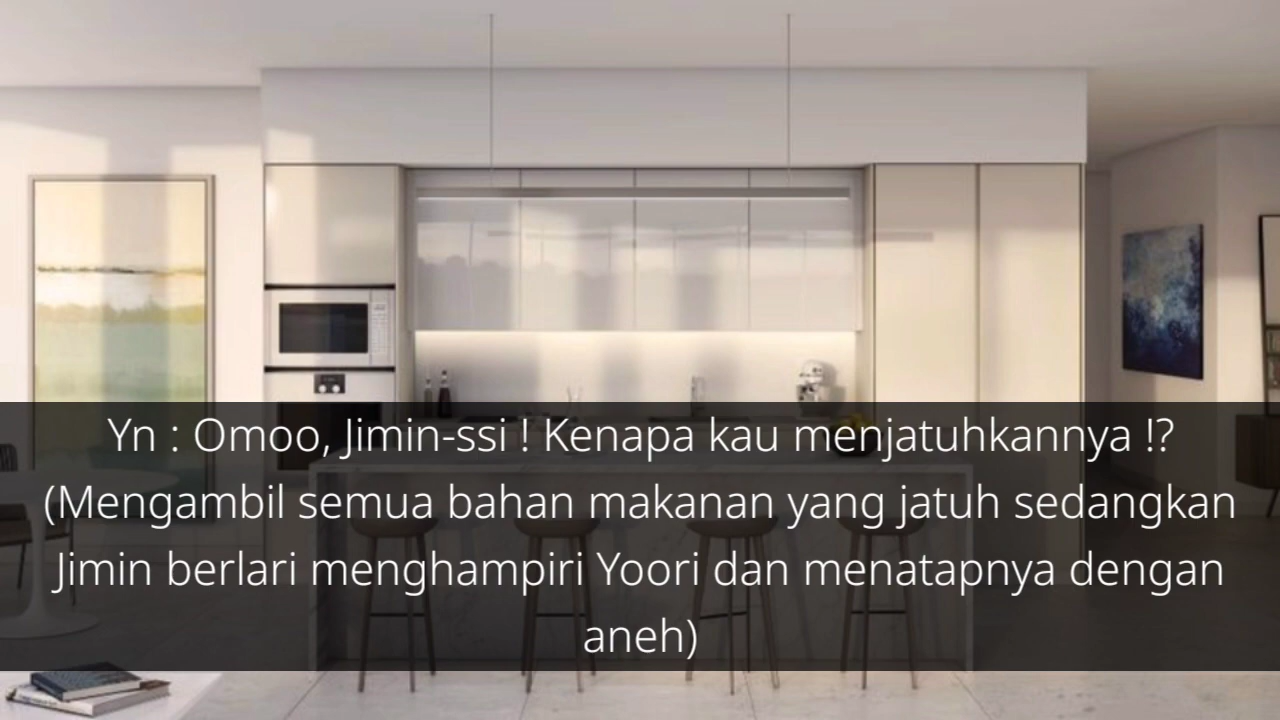 Yn : Omoo, Jimin-ssi ! Kenapa kau menjatuhkannya !?
(Mengambil semua bahan makanan yang jatuh sedangkan
Jimin berlari menghampiri Yoori dan menatapnya dengan
aneh)